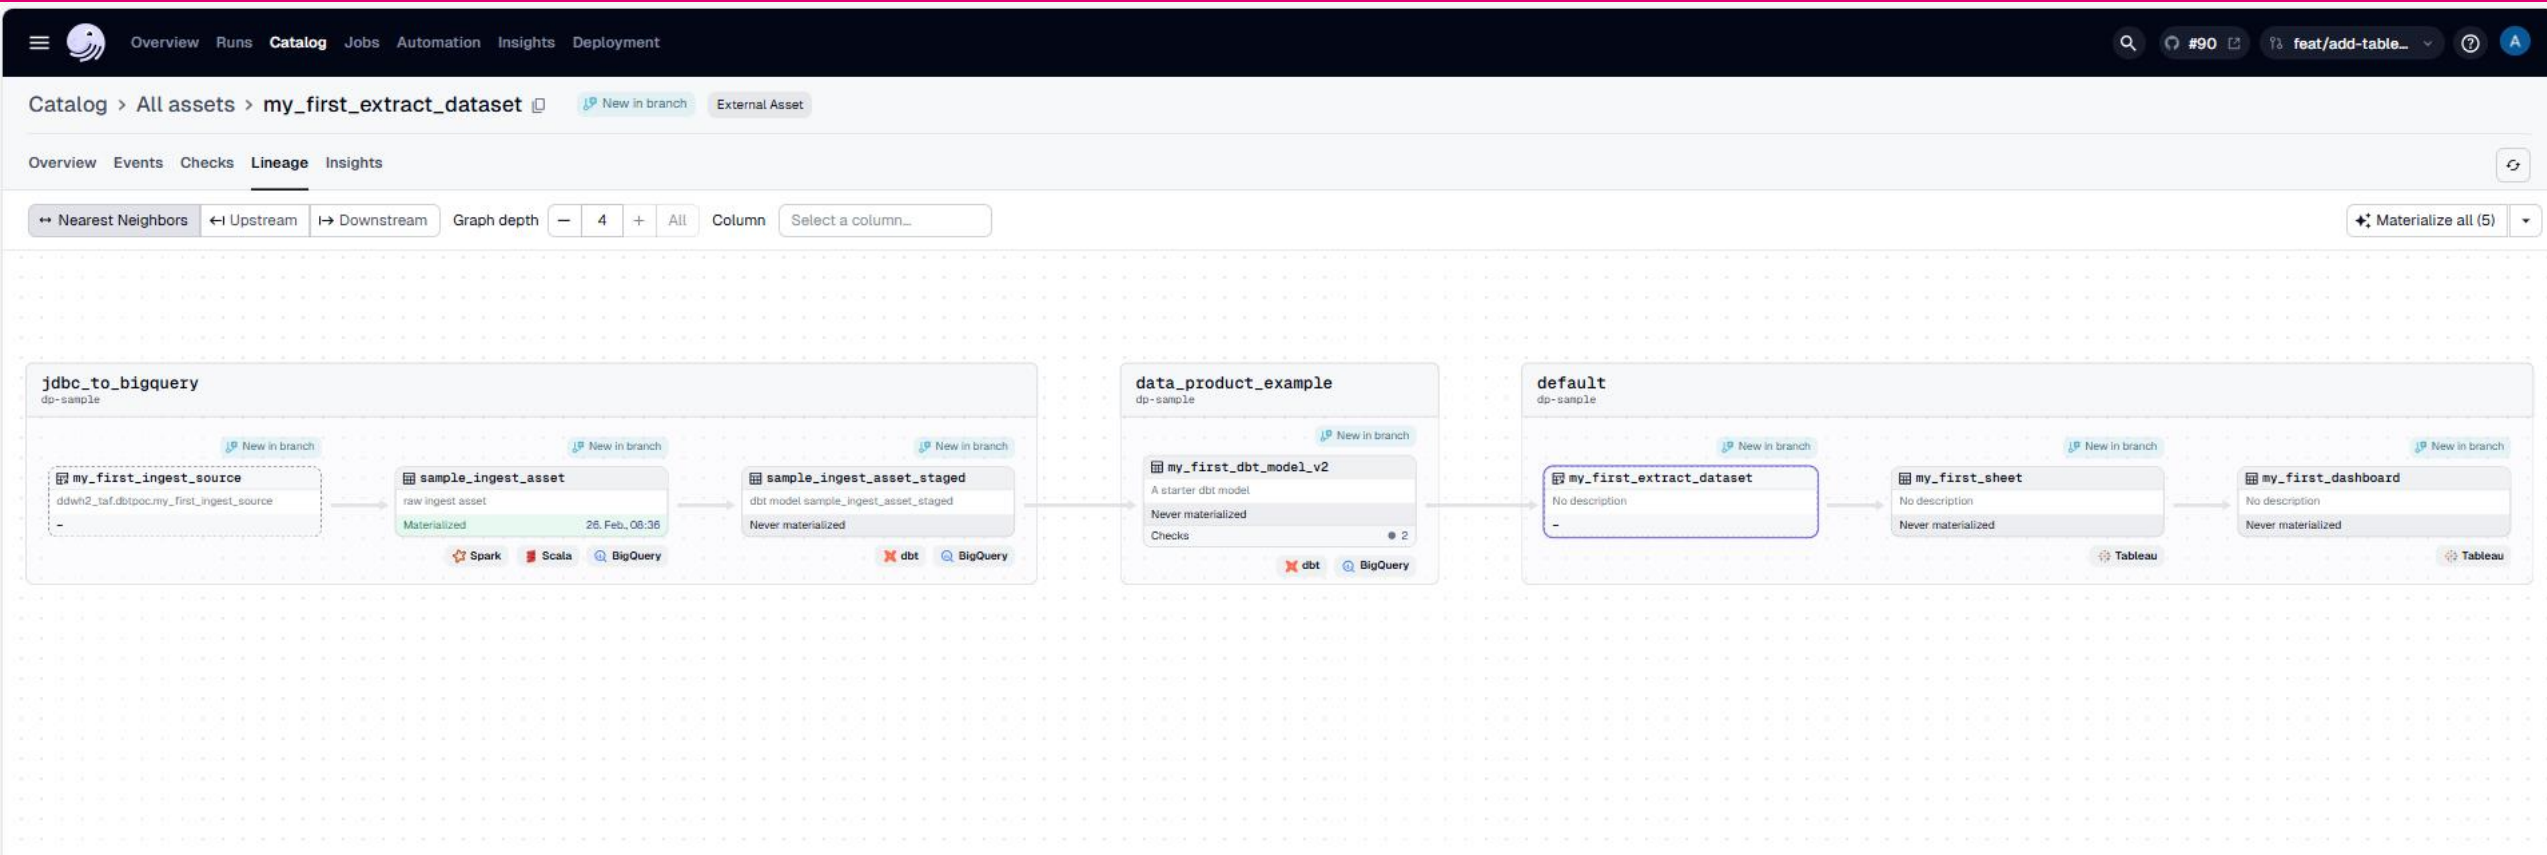 Overview Runs Catalog Jobs Automation Insights Deployment
#90 feat/add-table… A
Catalog > All assets > my_first_extract_dataset New in branch External Asset
Overview Events Checks Lineage Insights
Nearest Neighbors Upstream Downstream Graph depth 4 All Column Select a column… Materialize all (5)
jdbc_to_bigquery
dp-sample
New in branch
my_first_ingest_source
ddwh2_taf.dbtpoc.my_first_ingest_source
–
New in branch
sample_ingest_asset
raw ingest asset
Materialized 26. Feb., 08:36
Spark Scala BigQuery
New in branch
sample_ingest_asset_staged
dbt model sample_ingest_asset_staged
Never materialized
dbt BigQuery
data_product_example
dp-sample
New in branch
my_first_dbt_model_v2
A starter dbt model
Never materialized
Checks 2
dbt BigQuery
default
dp-sample
New in branch
my_first_extract_dataset
No description
–
New in branch
my_first_sheet
No description
Never materialized
Tableau
New in branch
my_first_dashboard
No description
Never materialized
Tableau